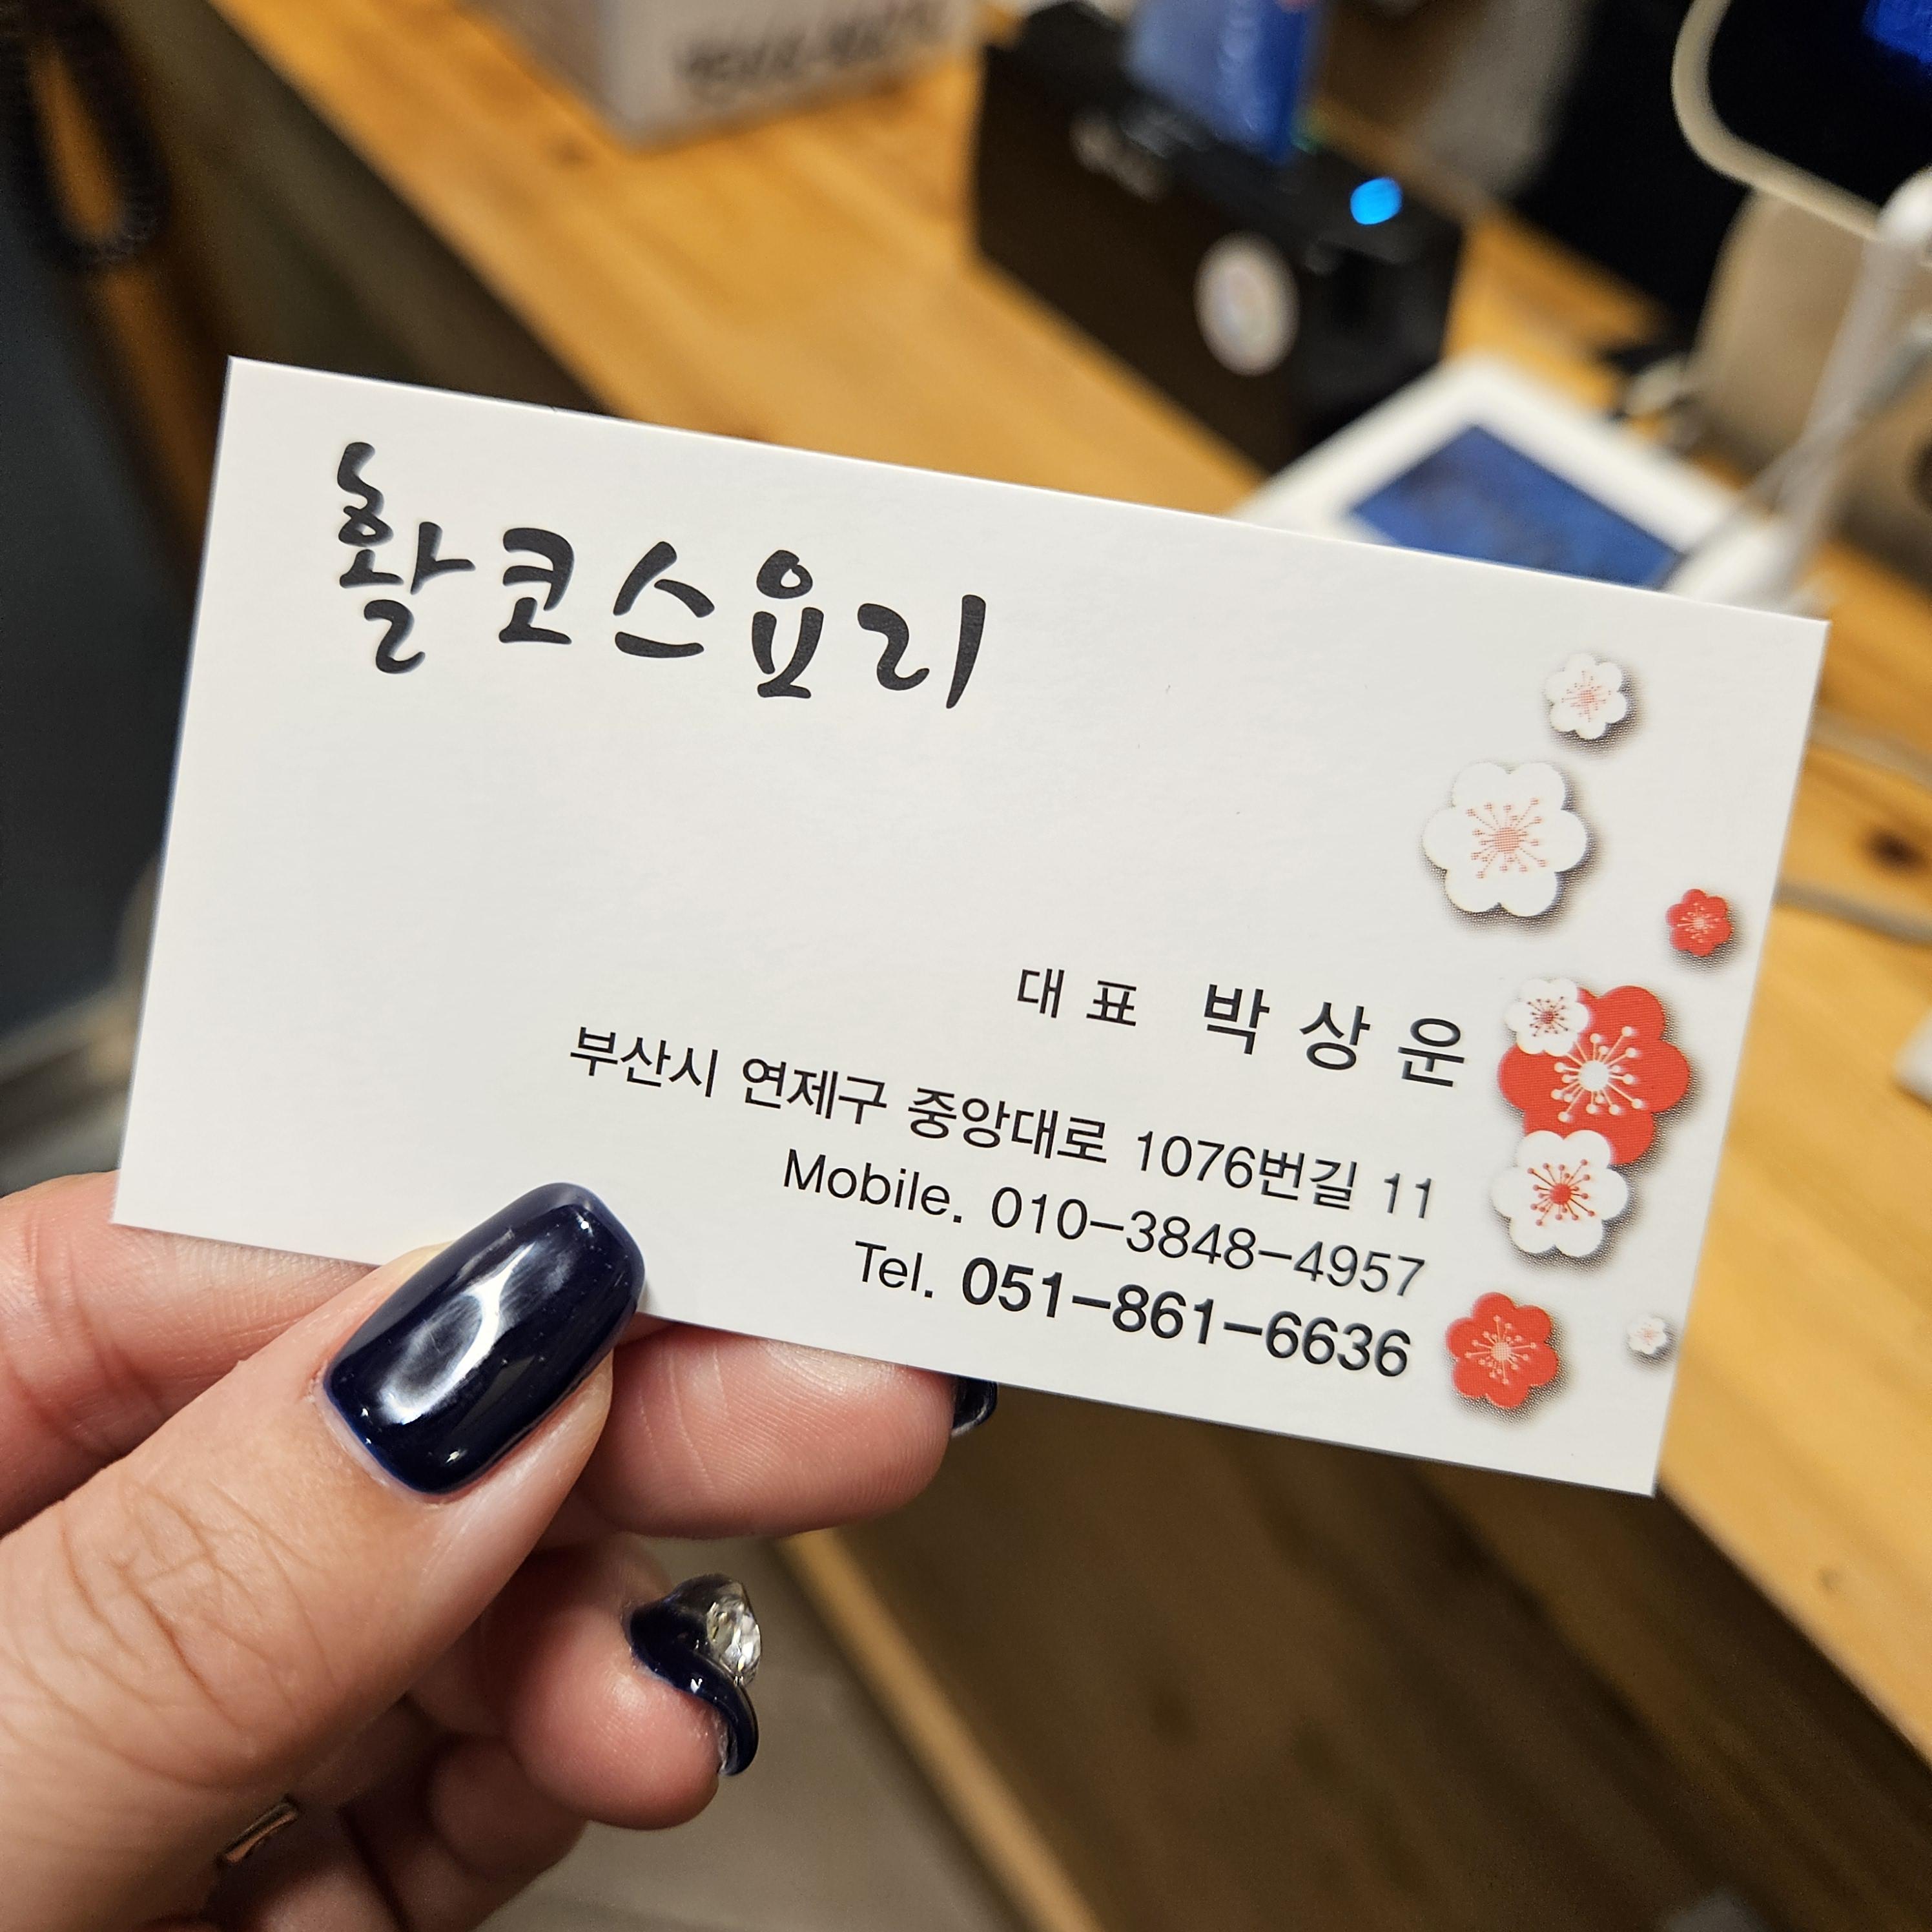 활코스요리
대표 박상운
부산시 연제구 중앙대로 1076번길 11
Mobile. 010-3848-4957
Tel. 051-861-6636